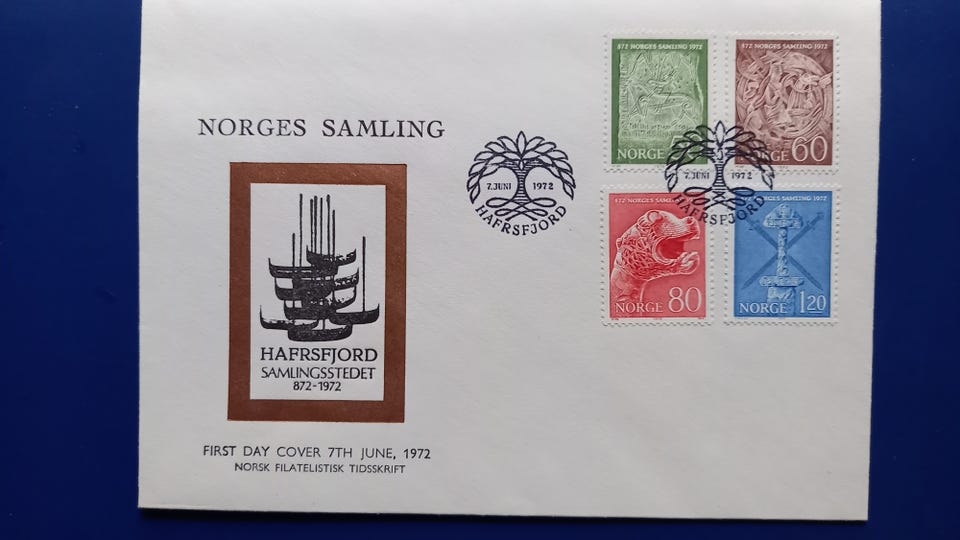 NORGES SAMLING
HAFRSFJORD
SAMLINGSSTEDET
872-1972
FIRST DAY COVER 7TH JUNE, 1972
NORSK FILATELISTISK TIDSSKRIFT
7. JUNI 1972
HAFRSFJORD
872 NORGES SAMLING 1972
NORGE
872 NORGES SAMLING 1972
NORGE 60
7. JUNI 1972
HAFRSFJORD
872 NORGES
NORGE 80
NORGES SAMLING 1972
NORGE 1.20